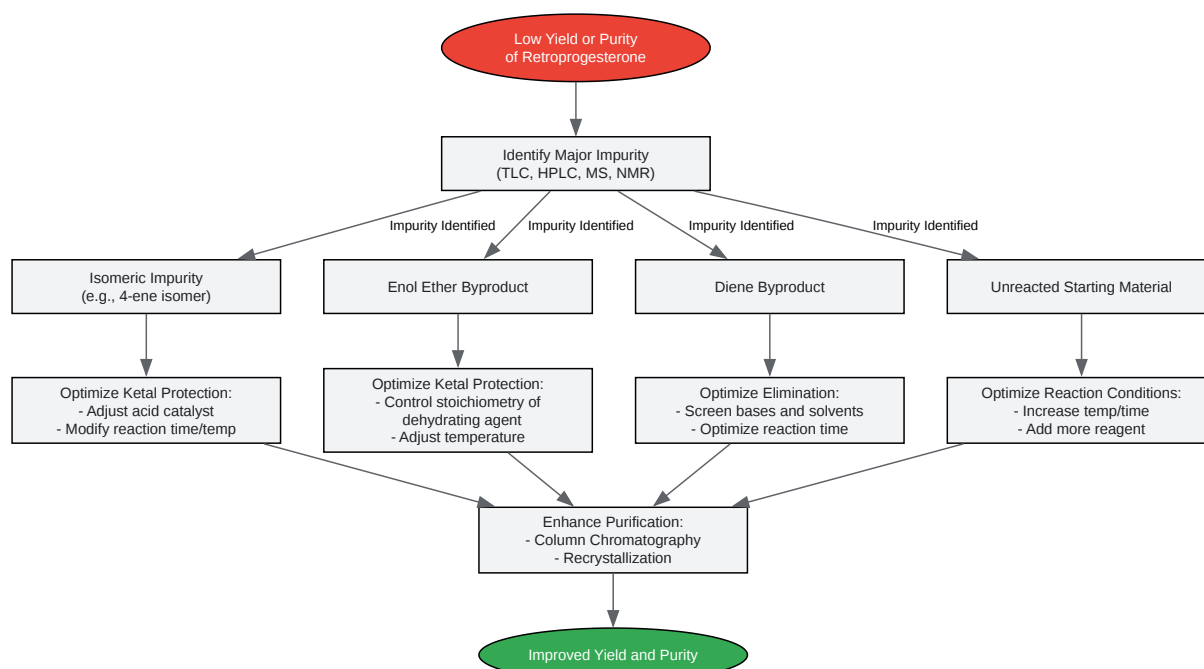 Low Yield or Purity
of Retroprogesterone
Identify Major Impurity
(TLC, HPLC, MS, NMR)
Impurity Identified
Impurity Identified
Impurity Identified
Impurity Identified
Isomeric Impurity
(e.g., 4-ene isomer)
Enol Ether Byproduct
Diene Byproduct
Unreacted Starting Material
Optimize Ketal Protection:
- Adjust acid catalyst
- Modify reaction time/temp
Optimize Ketal Protection:
- Control stoichiometry of
dehydrating agent
- Adjust temperature
Optimize Elimination:
- Screen bases and solvents
- Optimize reaction time
Optimize Reaction Conditions:
- Increase temp/time
- Add more reagent
Enhance Purification:
- Column Chromatography
- Recrystallization
Improved Yield and Purity